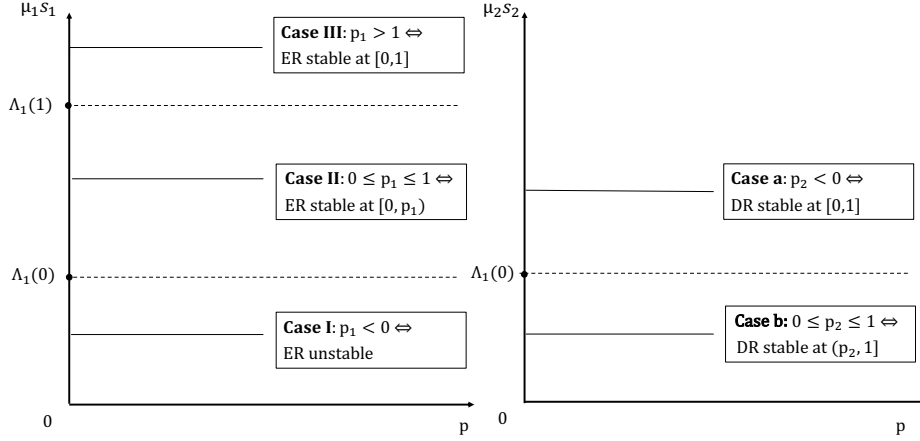 μ₁s₁
Case III: p₁ > 1 ⇔
ER stable at [0,1]
Λ₁(1)
Case II: 0 ≤ p₁ ≤ 1 ⇔
ER stable at [0, p₁)
Λ₁(0)
Case I: p₁ < 0 ⇔
ER unstable
0
p
μ₂s₂
Case a: p₂ < 0 ⇔
DR stable at [0,1]
Λ₁(0)
Case b: 0 ≤ p₂ ≤ 1 ⇔
DR stable at (p₂, 1]
0
p